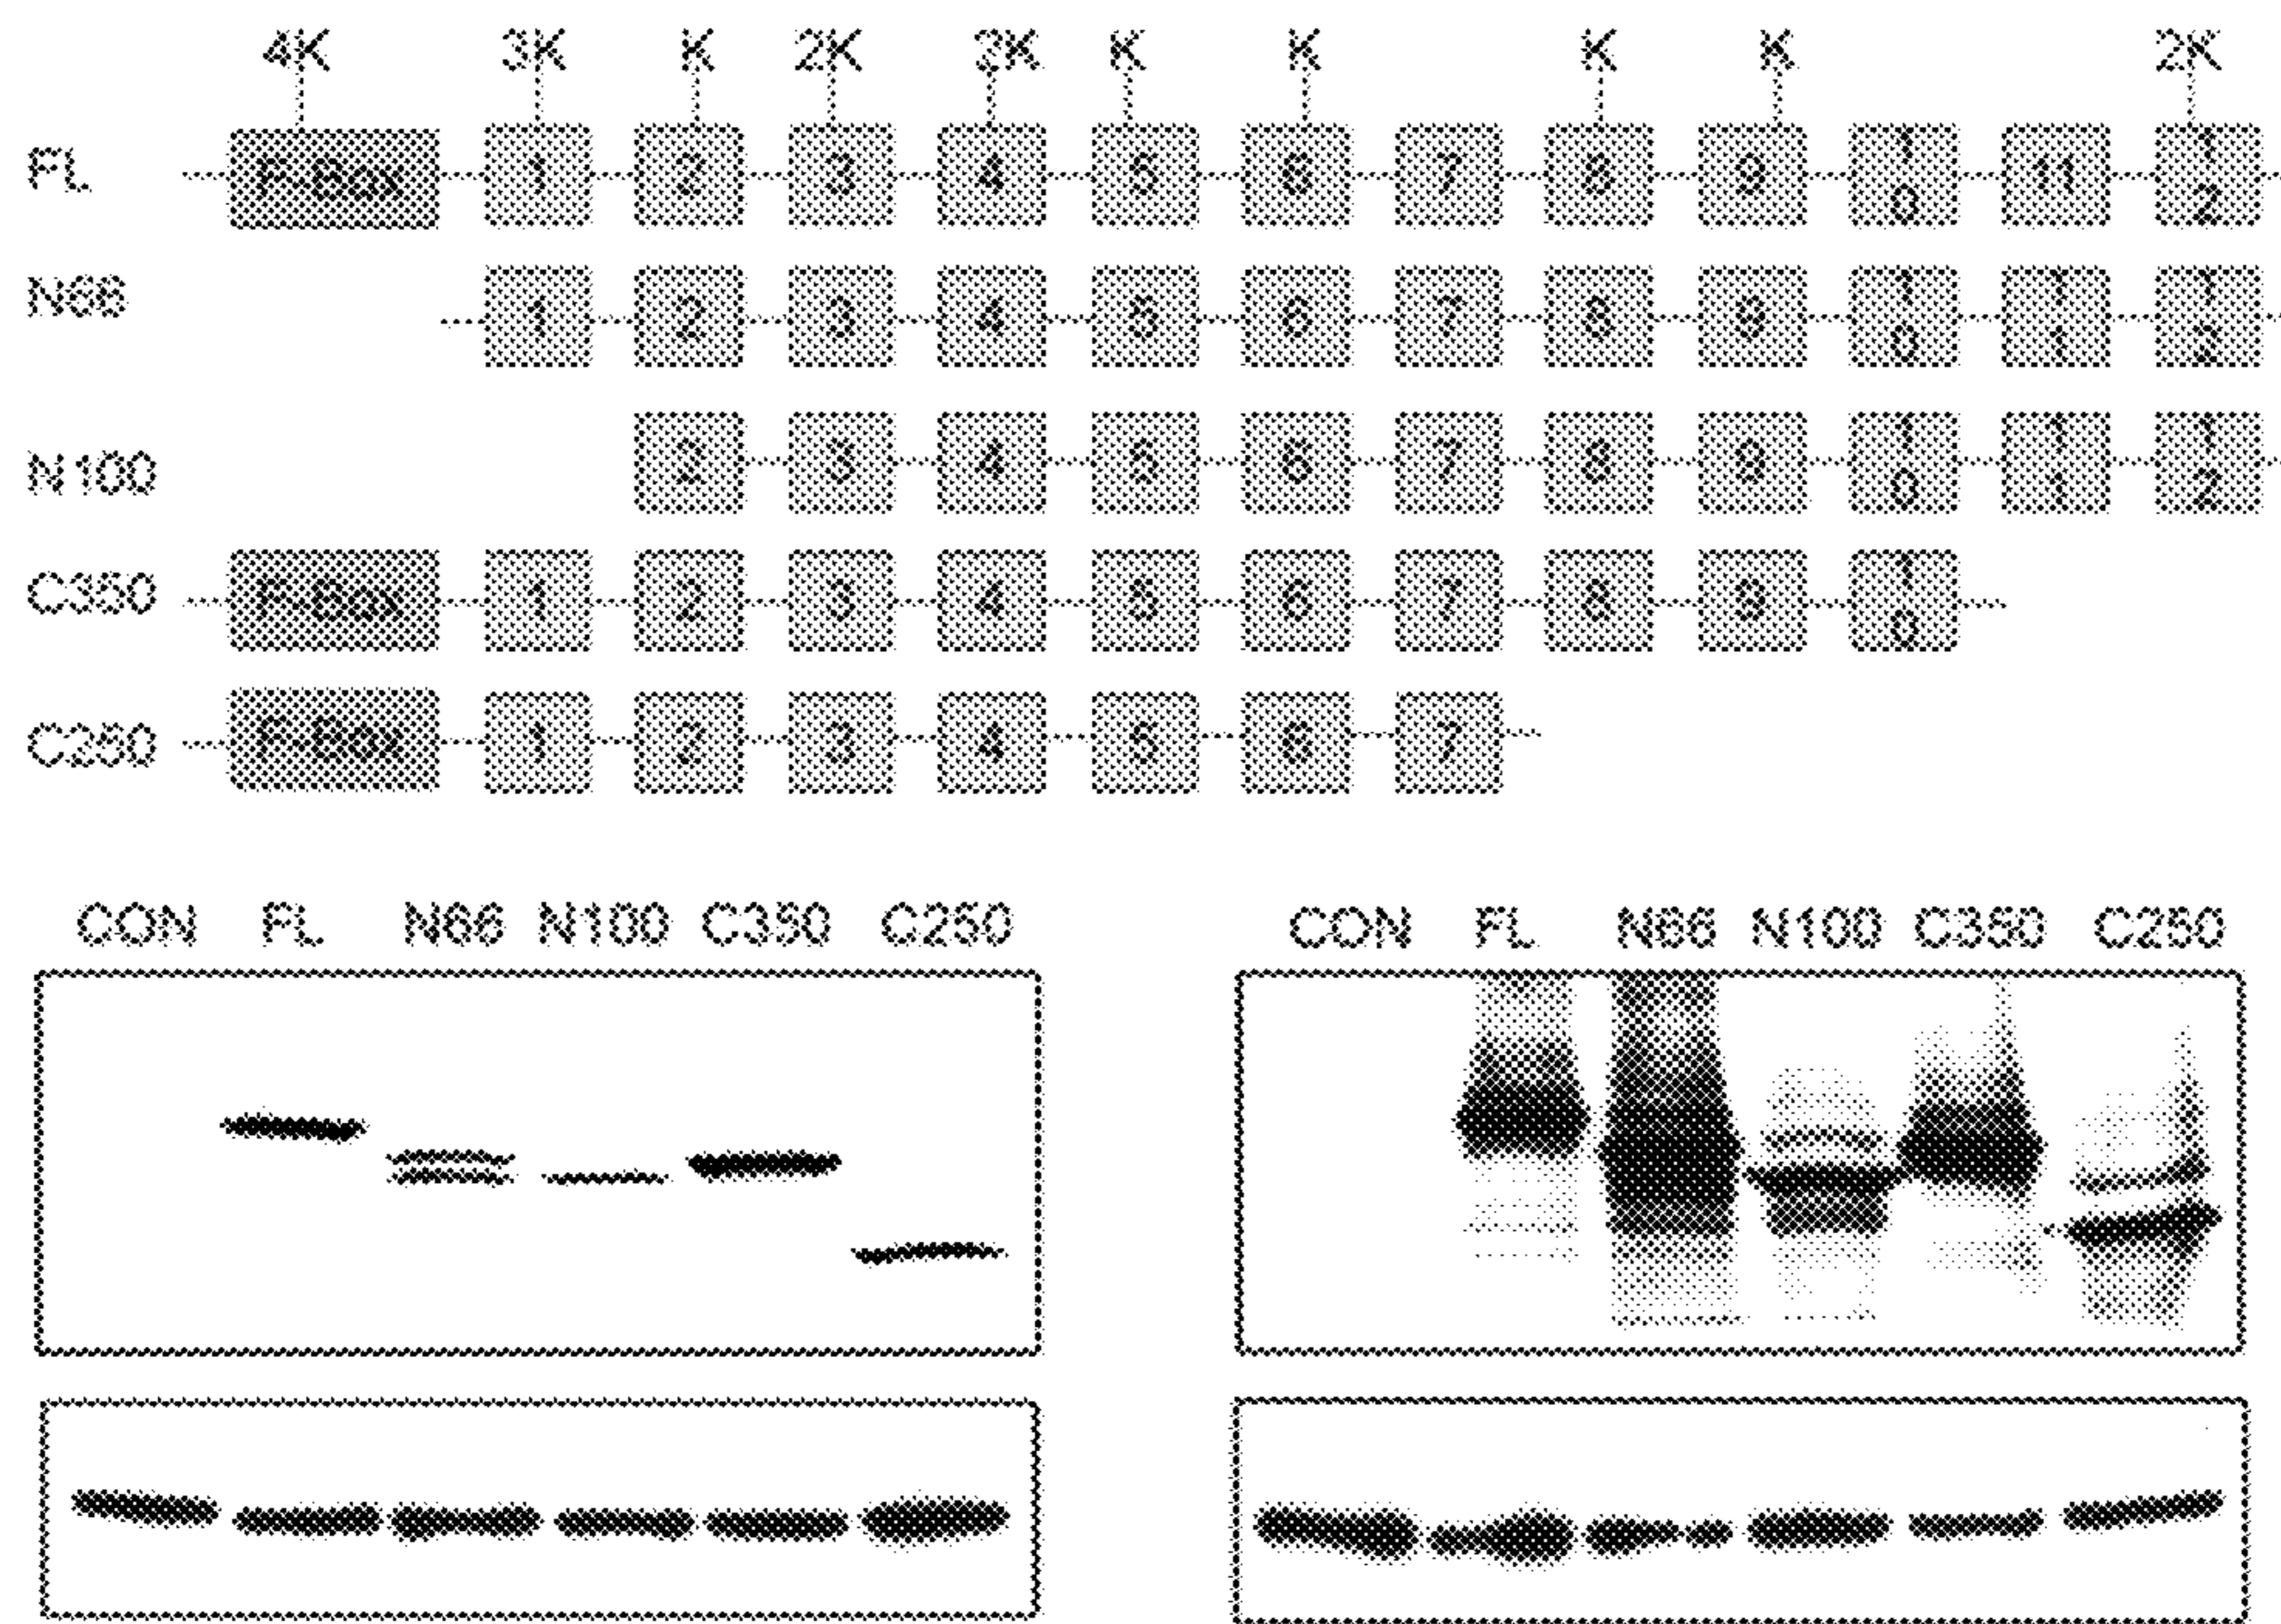 4K 3K K 2K 3K K K K K 2K
FL F-Box 1 2 3 4 5 6 7 8 9 10 11 12
N66 1 2 3 4 5 6 7 8 9 10 11 12
N100 2 3 4 5 6 7 8 9 10 11 12
C350 F-Box 1 2 3 4 5 6 7 8 9 10
C250 F-Box 1 2 3 4 5 6 7
CON FL N66 N100 C350 C250 CON FL N66 N100 C350 C250